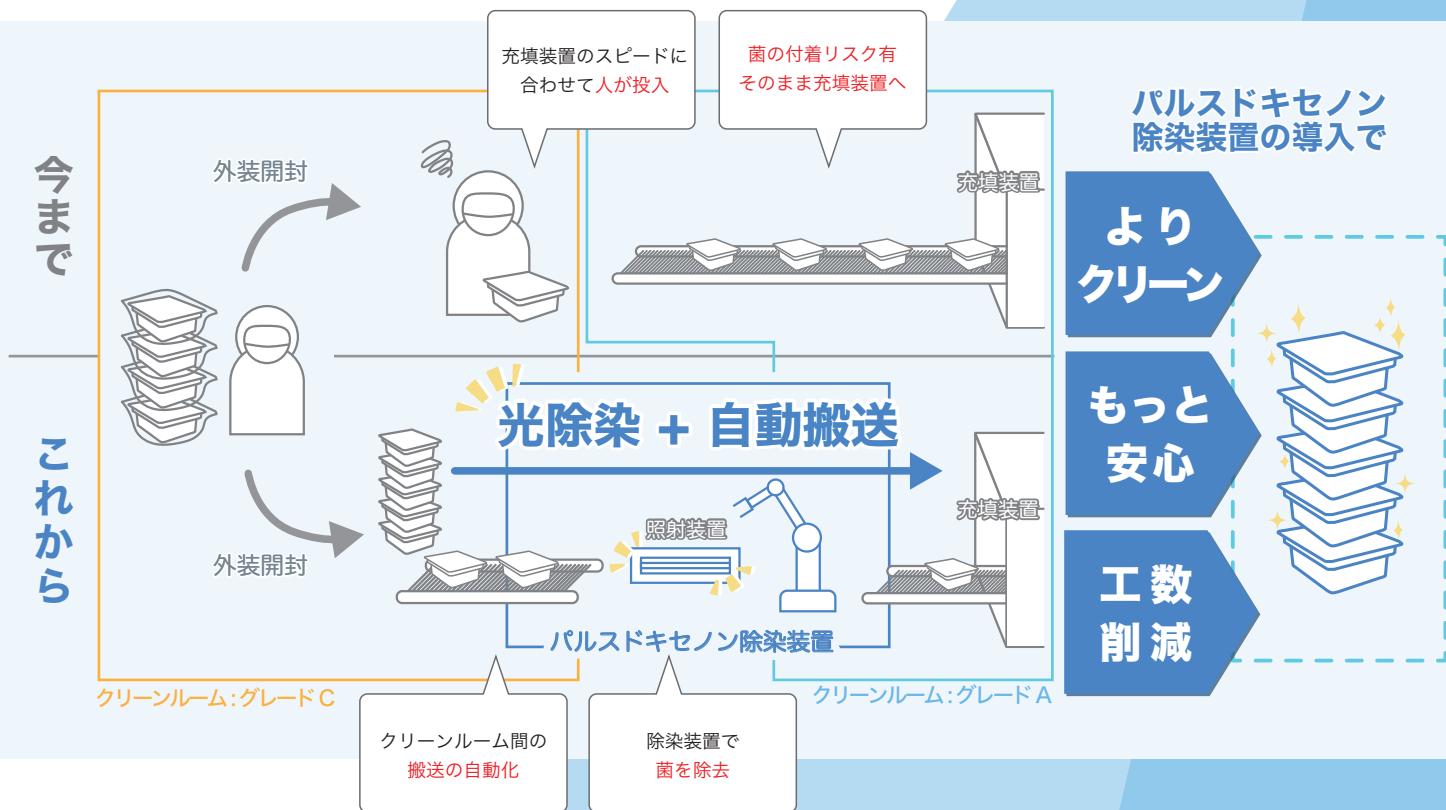 充填装置のスピードに
合わせて人が投入
菌の付着リスク有
そのまま充填装置へ
パルスドキセノン
除染装置の導入で
今まで
外装開封
充填装置
より
クリーン
これから
光除染 + 自動搬送
もっと
安心
照射装置
充填装置
外装開封
工数
削減
パルスドキセノン除染装置
クリーンルーム:グレードC
クリーンルーム:グレードA
クリーンルーム間の
搬送の自動化
除染装置で
菌を除去